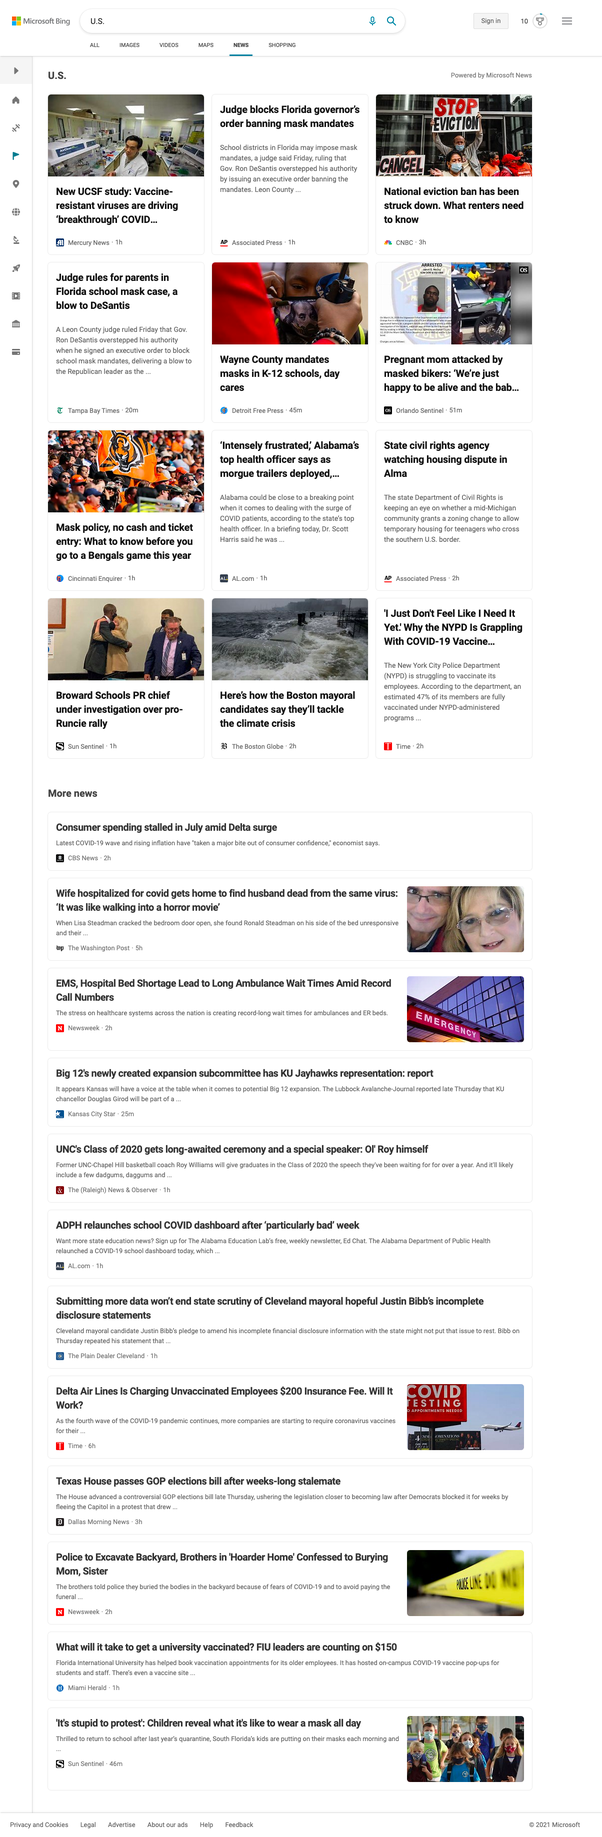 Microsoft Bing
U.S.
Sign in
10
ALL
IMAGES
VIDEOS
MAPS
NEWS
SHOPPING
U.S.
Powered by Microsoft News
New UCSF study: Vaccine-
resistant viruses are driving
‘breakthrough’ COVID...
Mercury News · 1h
Judge blocks Florida governor’s
order banning mask mandates
School districts in Florida may impose mask
mandates, a judge said Friday, ruling that
Gov. Ron DeSantis overstepped his authority
by issuing an executive order banning the
mandates. Leon County ...
AP Associated Press · 1h
STOP
EVICTION
CANCEL
National eviction ban has been
struck down. What renters need
to know
CNBC · 3h
Judge rules for parents in
Florida school mask case, a
blow to DeSantis
A Leon County judge ruled Friday that Gov.
Ron DeSantis overstepped his authority
when he signed an executive order to block
school mask mandates, delivering a blow to
the Republican leader as the ...
Tampa Bay Times · 20m
Wayne County mandates
masks in K-12 schools, day
cares
Detroit Free Press · 45m
ARRESTED
OS
Pregnant mom attacked by
masked bikers: ‘We’re just
happy to be alive and the bab...
OS Orlando Sentinel · 51m
Mask policy, no cash and ticket
entry: What to know before you
go to a Bengals game this year
Cincinnati Enquirer · 1h
‘Intensely frustrated,’ Alabama’s
top health officer says as
morgue trailers deployed,...
Alabama could be close to a breaking point
when it comes to dealing with the surge of
COVID patients, according to the state’s top
health officer. In a briefing today, Dr. Scott
Harris said he was ...
AL. AL.com · 1h
State civil rights agency
watching housing dispute in
Alma
The state Department of Civil Rights is
keeping an eye on whether a mid-Michigan
community grants a zoning change to allow
temporary housing for teenagers who cross
the southern U.S. border.
AP Associated Press · 2h
Broward Schools PR chief
under investigation over pro-
Runcie rally
Sun Sentinel · 1h
Here’s how the Boston mayoral
candidates say they’ll tackle
the climate crisis
The Boston Globe · 2h
'I Just Don't Feel Like I Need It
Yet.' Why the NYPD Is Grappling
With COVID-19 Vaccine...
The New York City Police Department
(NYPD) is struggling to vaccinate its
employees. According to the department, an
estimated 47% of its members are fully
vaccinated under NYPD-administered
programs ...
Time · 2h
More news
Consumer spending stalled in July amid Delta surge
Latest COVID-19 wave and rising inflation have "taken a major bite out of consumer confidence," economist says.
CBS News · 2h
Wife hospitalized for covid gets home to find husband dead from the same virus:
‘It was like walking into a horror movie’
When Lisa Steadman cracked the bedroom door open, she found Ronald Steadman on his side of the bed unresponsive
and their ...
wp The Washington Post · 5h
EMS, Hospital Bed Shortage Lead to Long Ambulance Wait Times Amid Record
Call Numbers
The stress on healthcare systems across the nation is creating record-long wait times for ambulances and ER beds.
N Newsweek · 2h
EMERGENCY
Big 12's newly created expansion subcommittee has KU Jayhawks representation: report
It appears Kansas will have a voice at the table when it comes to potential Big 12 expansion. The Lubbock Avalanche-Journal reported late Thursday that KU
chancellor Douglas Girod will be part of a ...
Kansas City Star · 25m
UNC's Class of 2020 gets long-awaited ceremony and a special speaker: Ol' Roy himself
Former UNC-Chapel Hill basketball coach Roy Williams will give graduates in the Class of 2020 the speech they've been waiting for for over a year. And it'll likely
include a few dadgums, daggums and ...
The (Raleigh) News & Observer · 1h
ADPH relaunches school COVID dashboard after ‘particularly bad’ week
Want more state education news? Sign up for The Alabama Education Lab's free, weekly newsletter, Ed Chat. The Alabama Department of Public Health
relaunched a COVID-19 school dashboard today, which ...
AL. AL.com · 1h
Submitting more data won’t end state scrutiny of Cleveland mayoral hopeful Justin Bibb’s incomplete
disclosure statements
Cleveland mayoral candidate Justin Bibb’s pledge to amend his incomplete financial disclosure information with the state might not put that issue to rest. Bibb on
Thursday repeated his statement that ...
The Plain Dealer Cleveland · 1h
Delta Air Lines Is Charging Unvaccinated Employees $200 Insurance Fee. Will It
Work?
As the fourth wave of the COVID-19 pandemic continues, more companies are starting to require coronavirus vaccines
for their ...
Time · 6h
COVID
TESTING
APPOINTMENTS NEEDED
Texas House passes GOP elections bill after weeks-long stalemate
The House advanced a controversial GOP elections bill late Thursday, ushering the legislation closer to becoming law after Democrats blocked it for weeks by
fleeing the Capitol in a protest that drew ...
Dallas Morning News · 3h
Police to Excavate Backyard, Brothers in 'Hoarder Home' Confessed to Burying
Mom, Sister
The brothers told police they buried the bodies in the backyard because of fears of COVID-19 and to avoid paying the
funeral ...
N Newsweek · 2h
POLICE LINE DO NOT
What will it take to get a university vaccinated? FIU leaders are counting on $150
Florida International University has helped book vaccination appointments for its older employees. It has hosted on-campus COVID-19 vaccine pop-ups for
students and staff. There's even a vaccine site ...
Miami Herald · 1h
'It's stupid to protest': Children reveal what it's like to wear a mask all day
Thrilled to return to school after last year's quarantine, South Florida's kids are putting on their masks each morning and
...
Sun Sentinel · 46m
Privacy and Cookies
Legal
Advertise
About our ads
Help
Feedback
© 2021 Microsoft